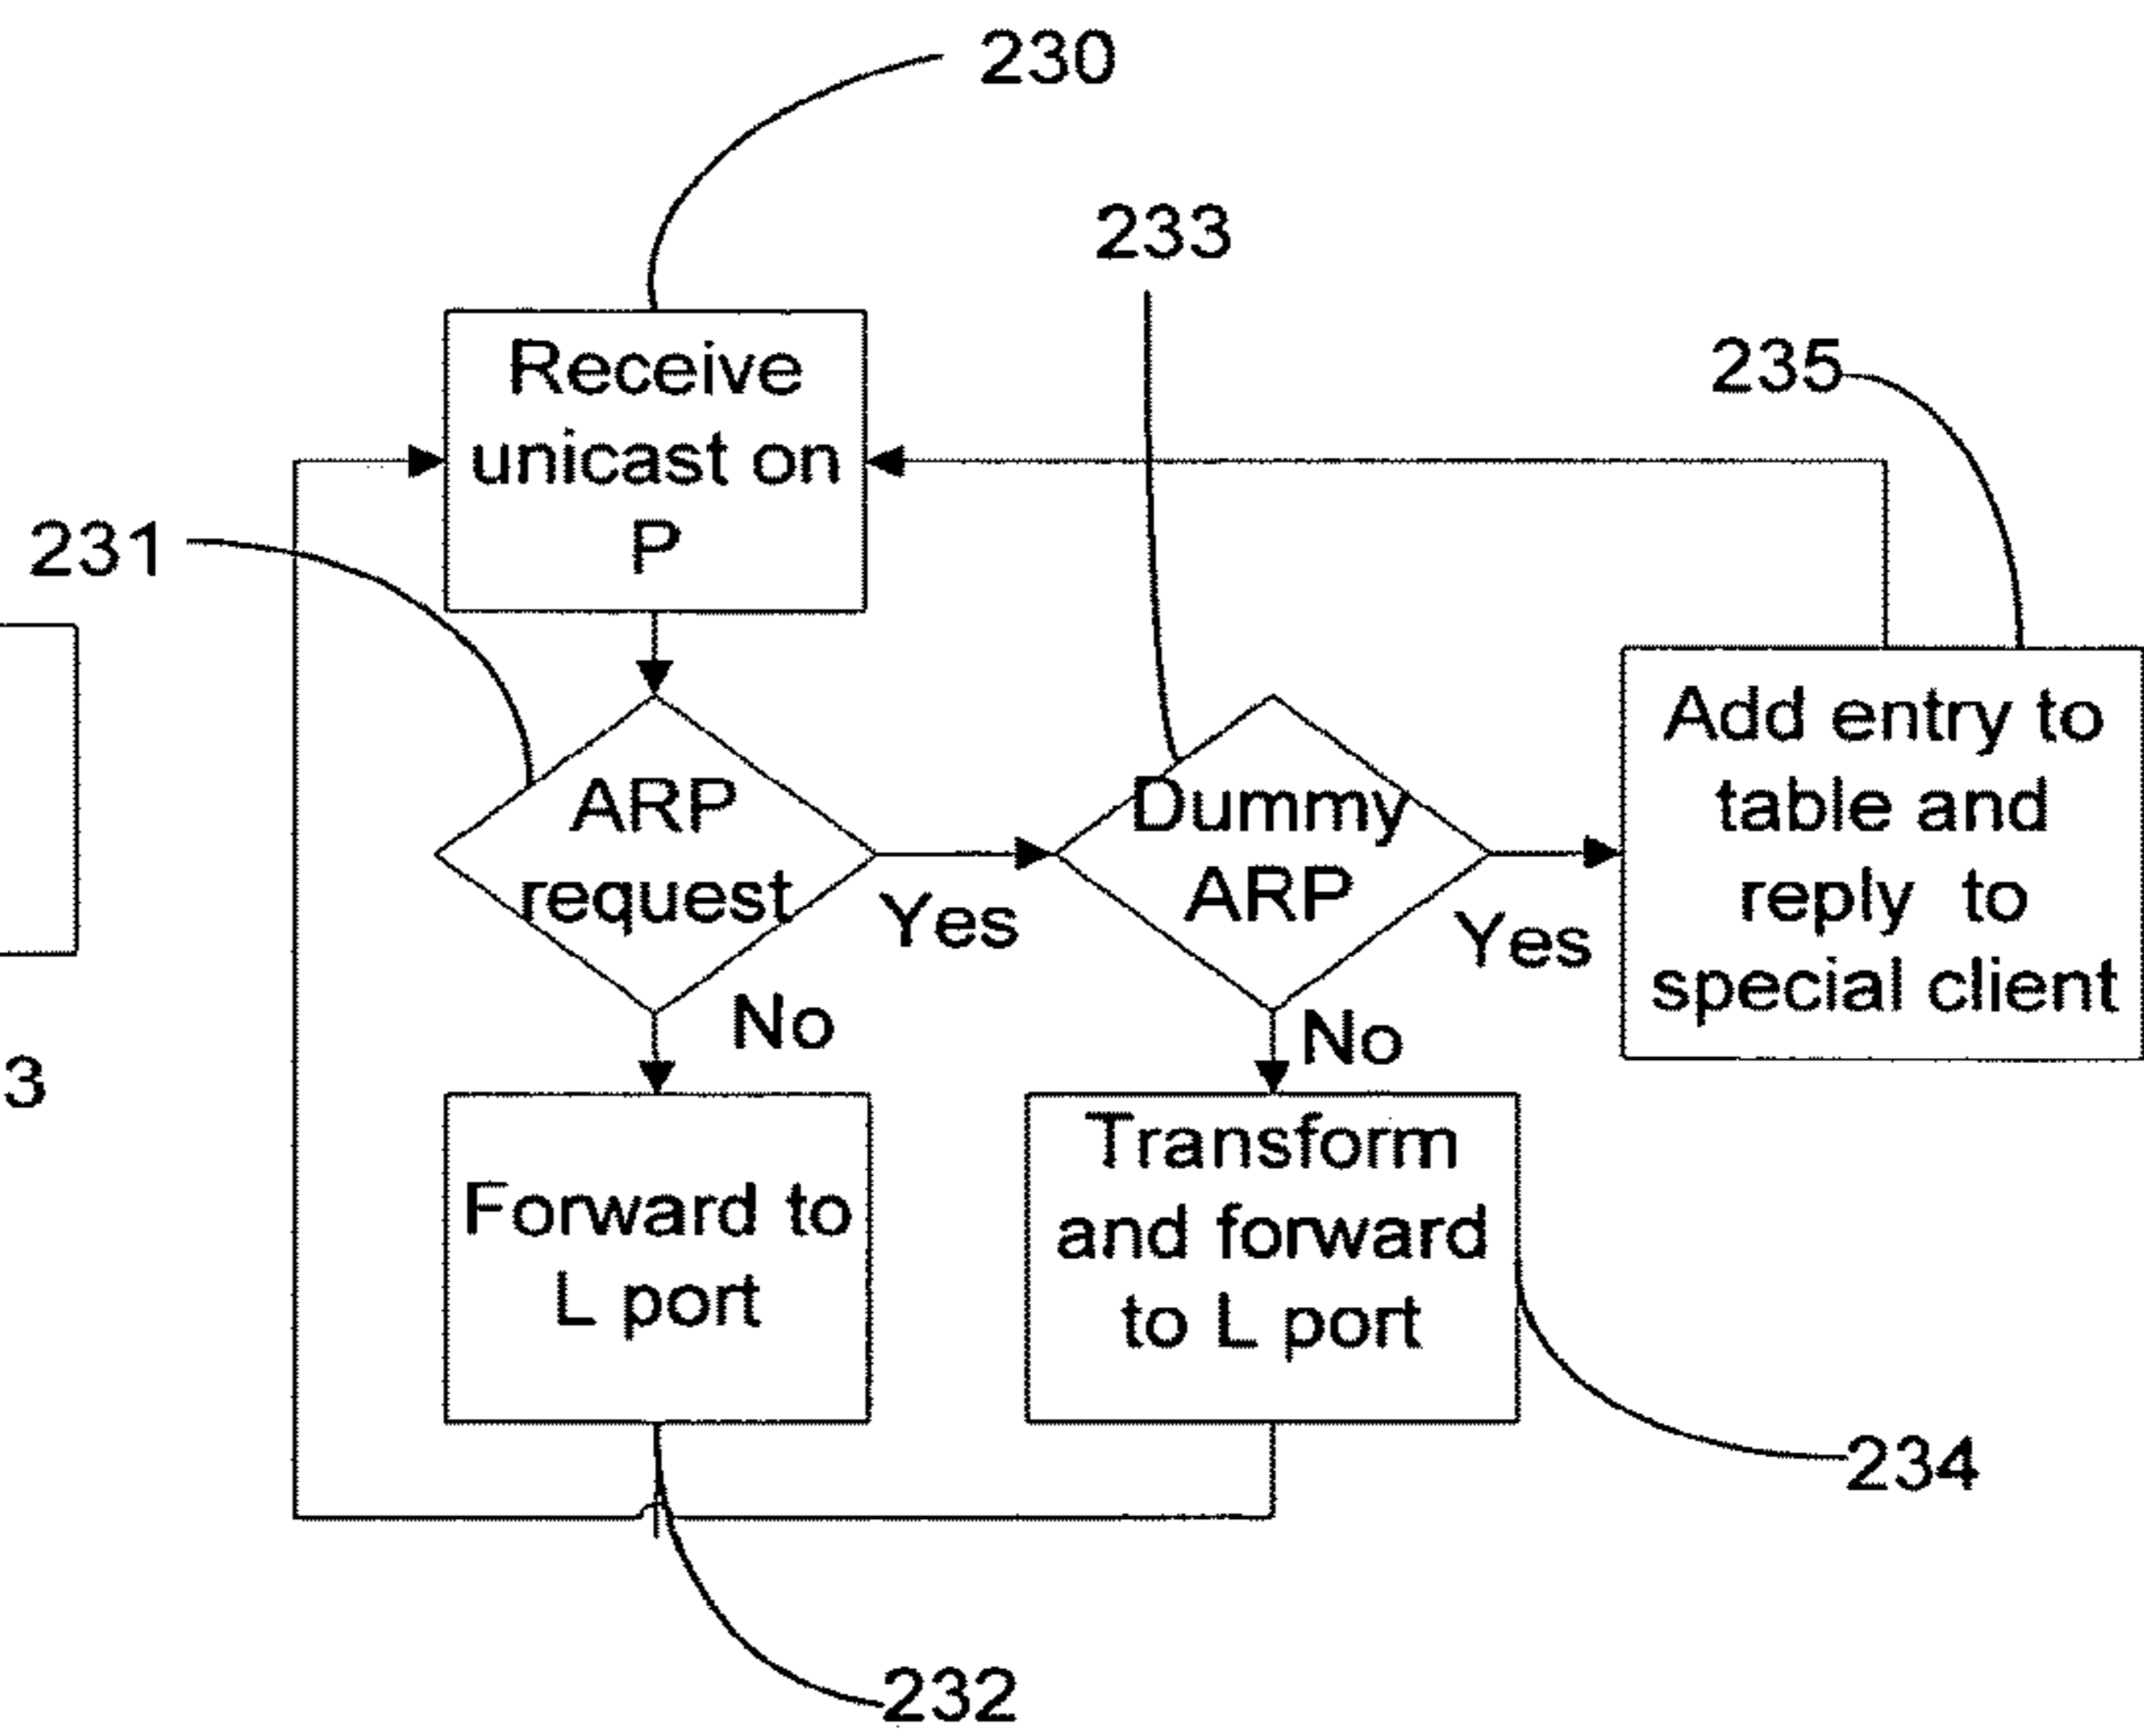 230
233
235
Receive
unicast on
P
231
Add entry to
table and
reply to
special client
ARP
request
Yes
Dummy
ARP
Yes
No
No
3
Forward to
L port
Transform
and forward
to L port
234
232